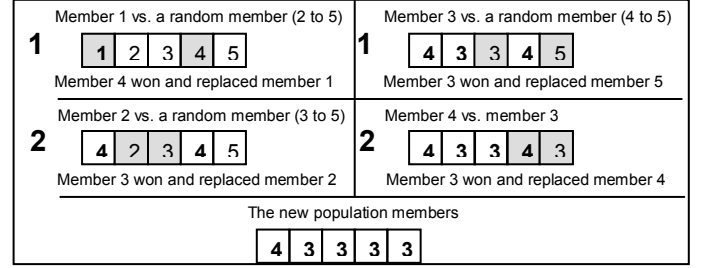 Member 1 vs. a random member (2 to 5)
1
1 2 3 4 5
Member 4 won and replaced member 1
Member 2 vs. a random member (3 to 5)
2
4 2 3 4 5
Member 3 won and replaced member 2
Member 3 vs. a random member (4 to 5)
1
4 3 3 4 5
Member 3 won and replaced member 5
Member 4 vs. member 3
2
4 3 3 4 3
Member 3 won and replaced member 4
The new population members
4 3 3 3 3